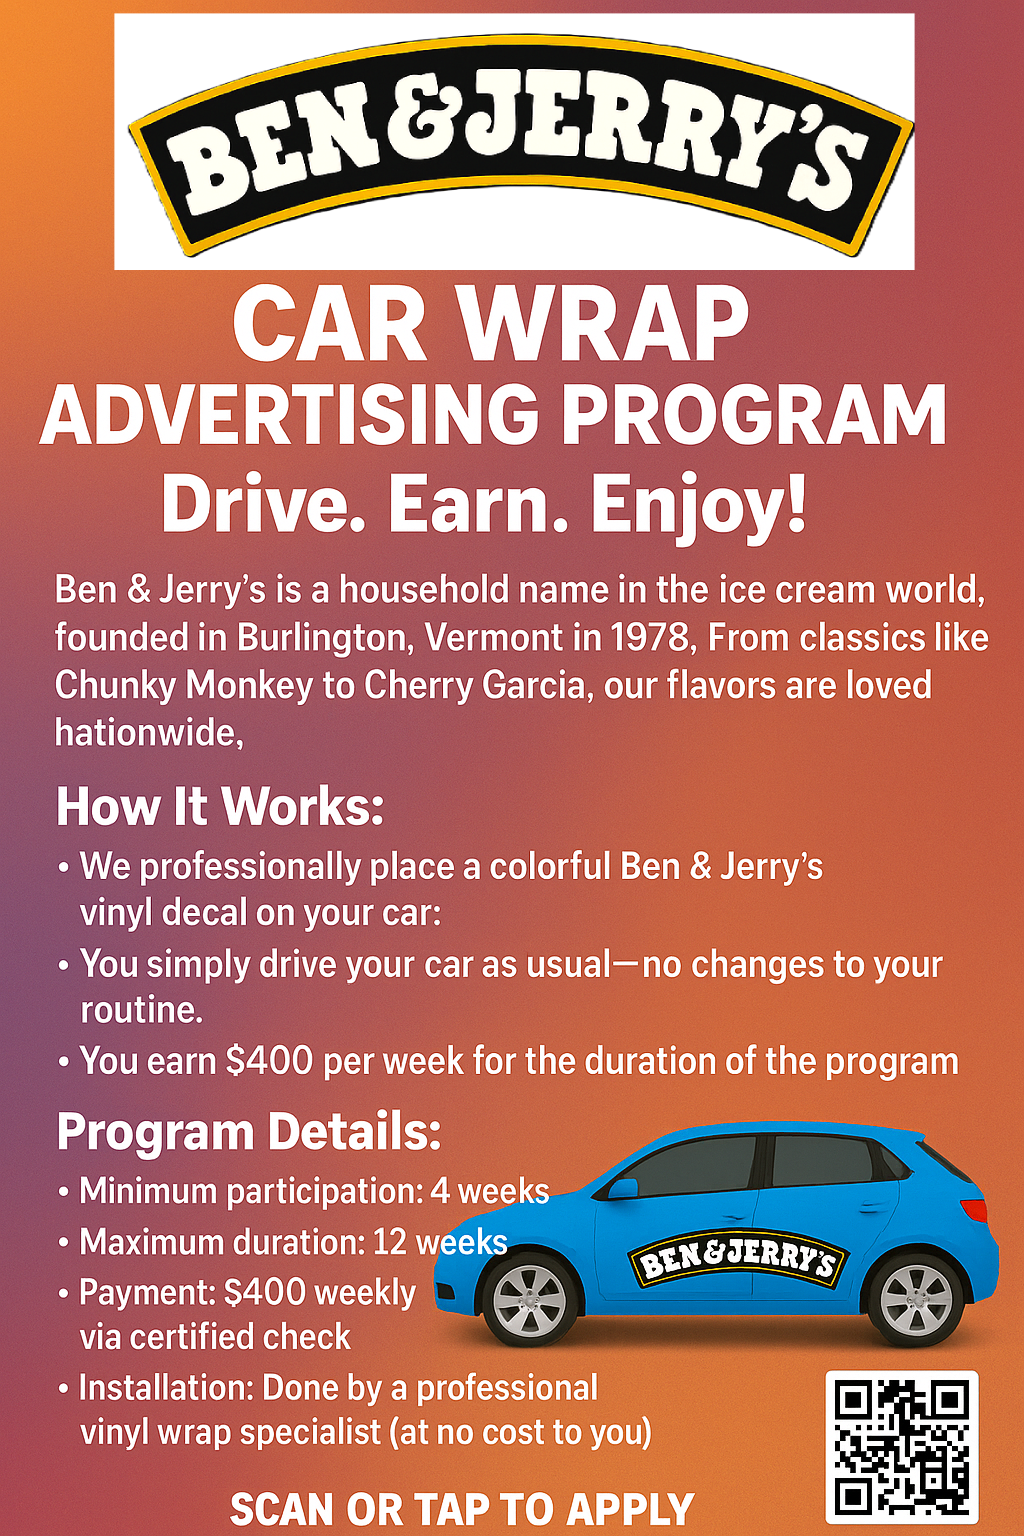 BEN & JERRY'S
CAR WRAP
ADVERTISING PROGRAM
Drive. Earn. Enjoy!
Ben & Jerry's is a household name in the ice cream world,
founded in Burlington, Vermont in 1978, From classics like
Chunky Monkey to Cherry Garcia, our flavors are loved
hationwide,
How It Works:
• We professionally place a colorful Ben & Jerry's
vinyl decal on your car:
• You simply drive your car as usual—no changes to your
routine.
• You earn $400 per week for the duration of the program
Program Details:
• Minimum participation: 4 weeks
• Maximum duration: 12 weeks
• Payment: $400 weekly
via certified check
• Installation: Done by a professional
vinyl wrap specialist (at no cost to you)
BEN & JERRY'S
SCAN OR TAP TO APPLY